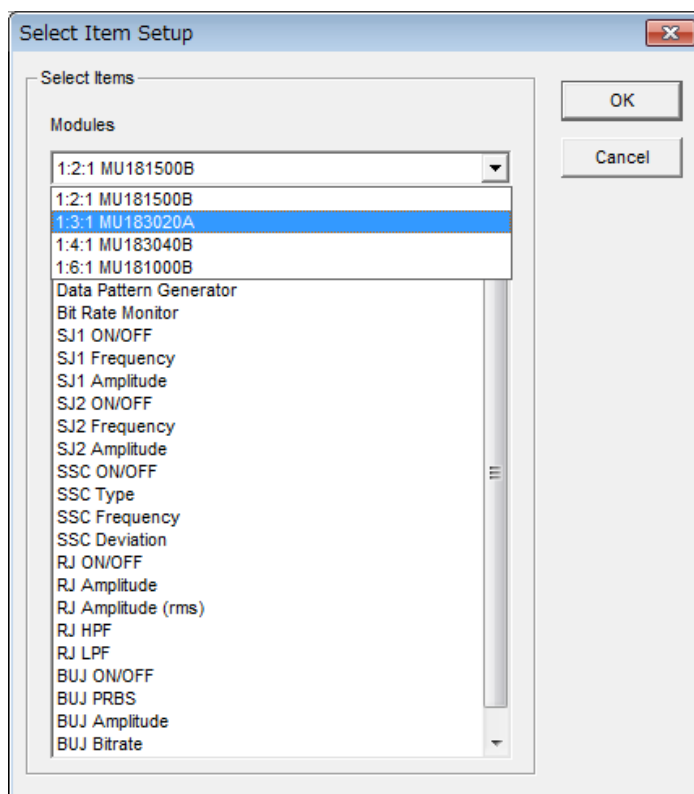 Select Item Setup
Select Items
OK
Modules
Cancel
1:2:1 MU181500B
1:2:1 MU181500B
1:3:1 MU183020A
1:4:1 MU183040B
1:6:1 MU181000B
Data Pattern Generator
Bit Rate Monitor
SJ1 ON/OFF
SJ1 Frequency
SJ1 Amplitude
SJ2 ON/OFF
SJ2 Frequency
SJ2 Amplitude
SSC ON/OFF
SSC Type
SSC Frequency
SSC Deviation
RJ ON/OFF
RJ Amplitude
RJ Amplitude (rms)
RJ HPF
RJ LPF
BUJ ON/OFF
BUJ PRBS
BUJ Amplitude
BUJ Bitrate